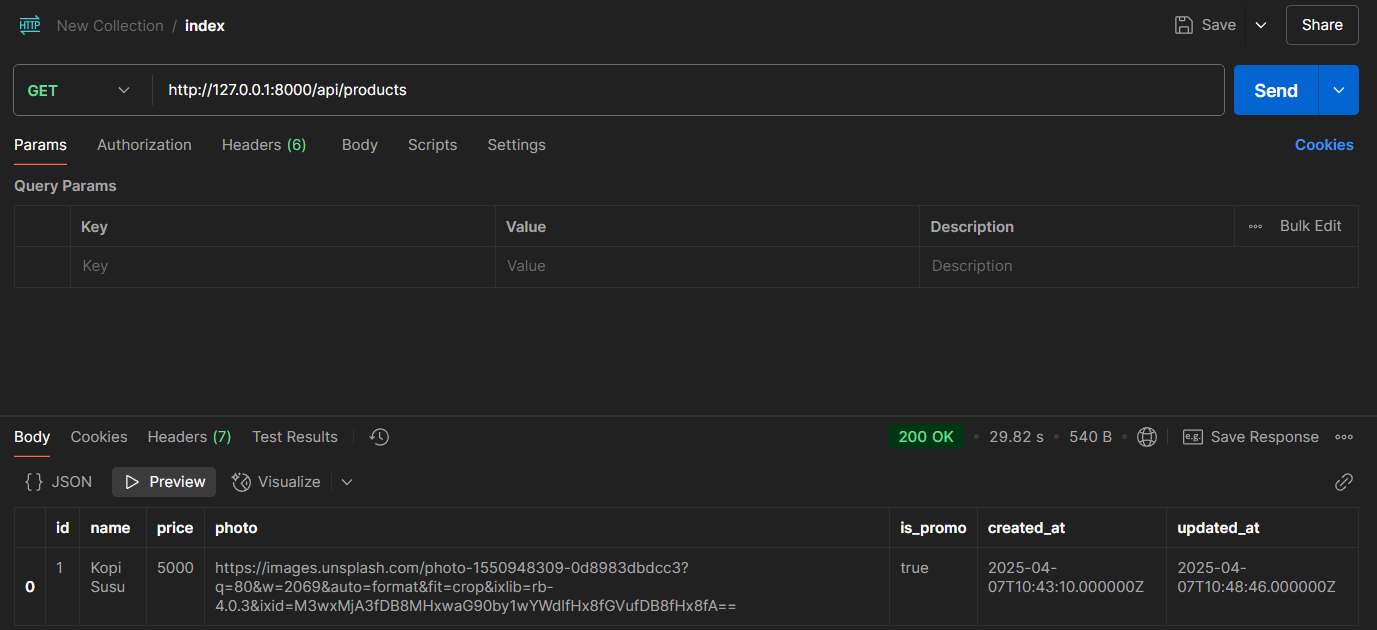 HTTP New Collection / index Save Share
GET http://127.0.0.1:8000/api/products Send
Params Authorization Headers (6) Body Scripts Settings Cookies
Query Params
Key Value Description Bulk Edit
Key Value Description
Body Cookies Headers (7) Test Results 200 OK • 29.82 s • 540 B • e.g. Save Response
{} JSON Preview Visualize
id name price photo is_promo created_at updated_at
0 1 Kopi Susu 5000 https://images.unsplash.com/photo-1550948309-0d8983dbdcc3?
q=80&w=2069&auto=format&fit=crop&ixlib=rb-
4.0.3&ixid=M3wxMjA3fDB8MHxwaG90by1wYWdlfHx8fGVufDB8fHx8fA== true 2025-04-
07T10:43:10.000000Z 2025-04-
07T10:48:46.000000Z